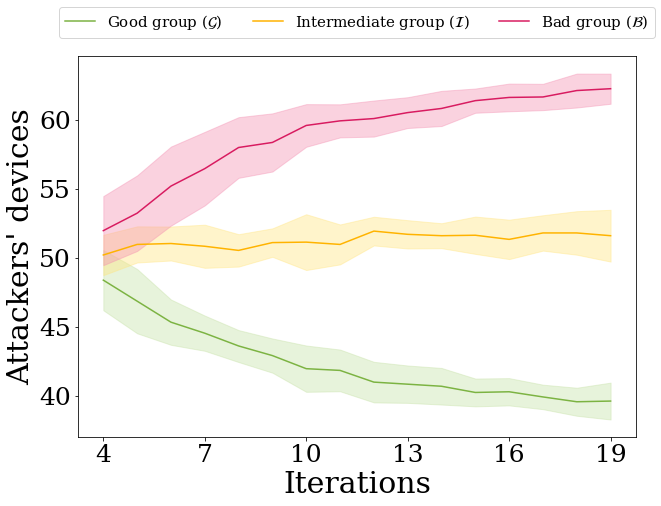 Good group (𝒢) Intermediate group (ℐ) Bad group (ℬ)
Attackers' devices
60
55
50
45
40
4 7 10 13 16 19
Iterations